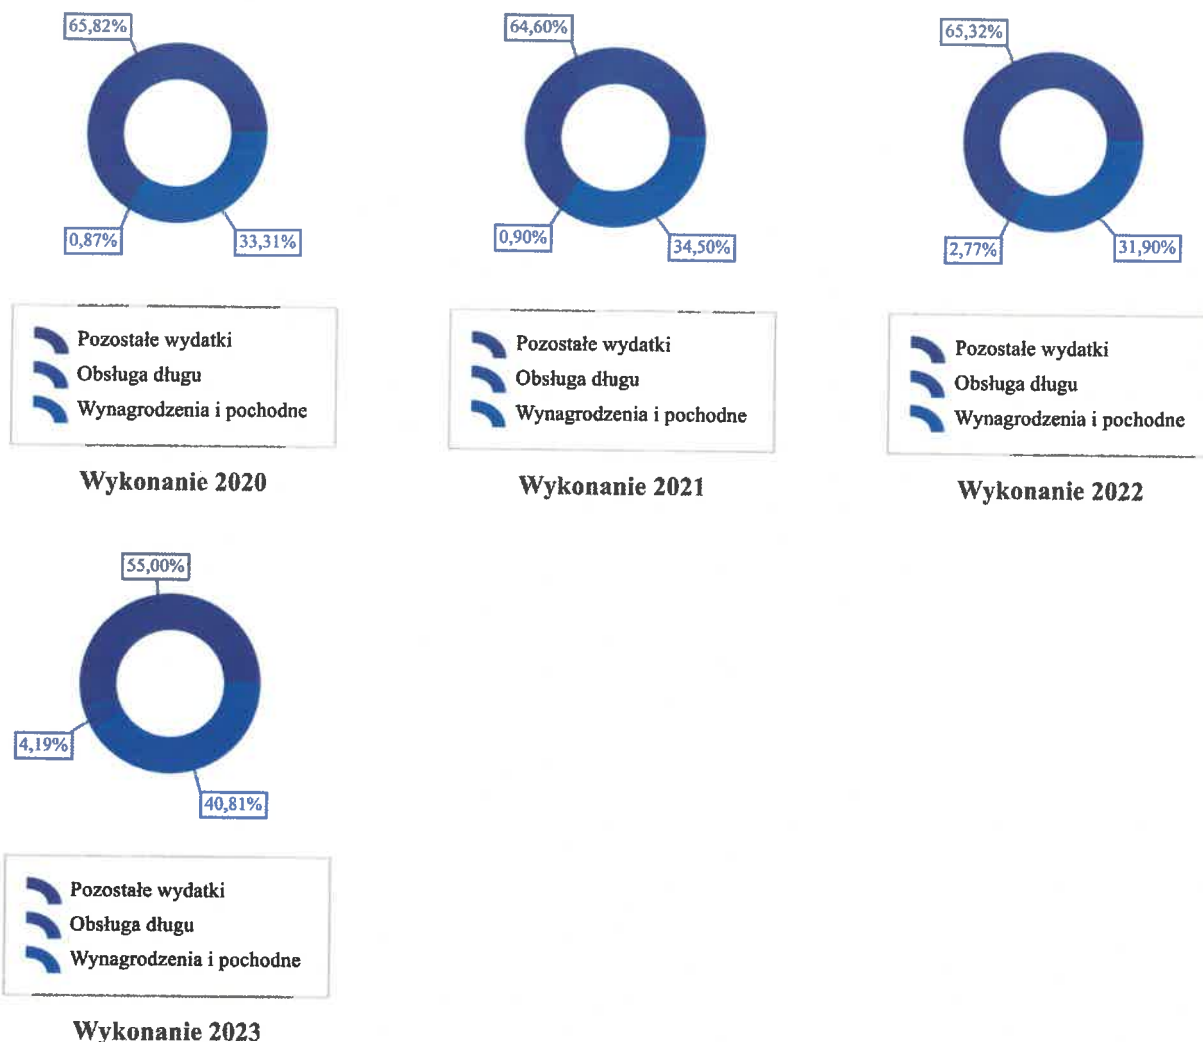 65,82%
0,87%
33,31%
Pozostałe wydatki
Obsługa długu
Wynagrodzenia i pochodne
Wykonanie 2020
64,60%
0,90%
34,50%
Pozostałe wydatki
Obsługa długu
Wynagrodzenia i pochodne
Wykonanie 2021
65,32%
2,77%
31,90%
Pozostałe wydatki
Obsługa długu
Wynagrodzenia i pochodne
Wykonanie 2022
55,00%
4,19%
40,81%
Pozostałe wydatki
Obsługa długu
Wynagrodzenia i pochodne
Wykonanie 2023